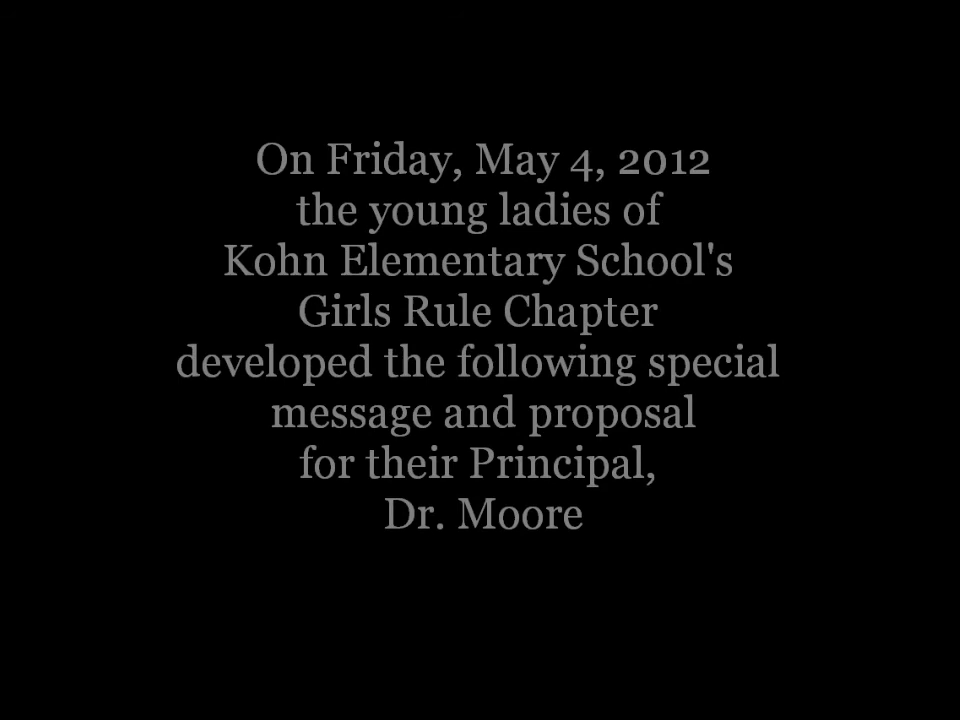 On Friday, May 4, 2012
the young ladies of
Kohn Elementary School's
Girls Rule Chapter
developed the following special
message and proposal
for their Principal,
Dr. Moore